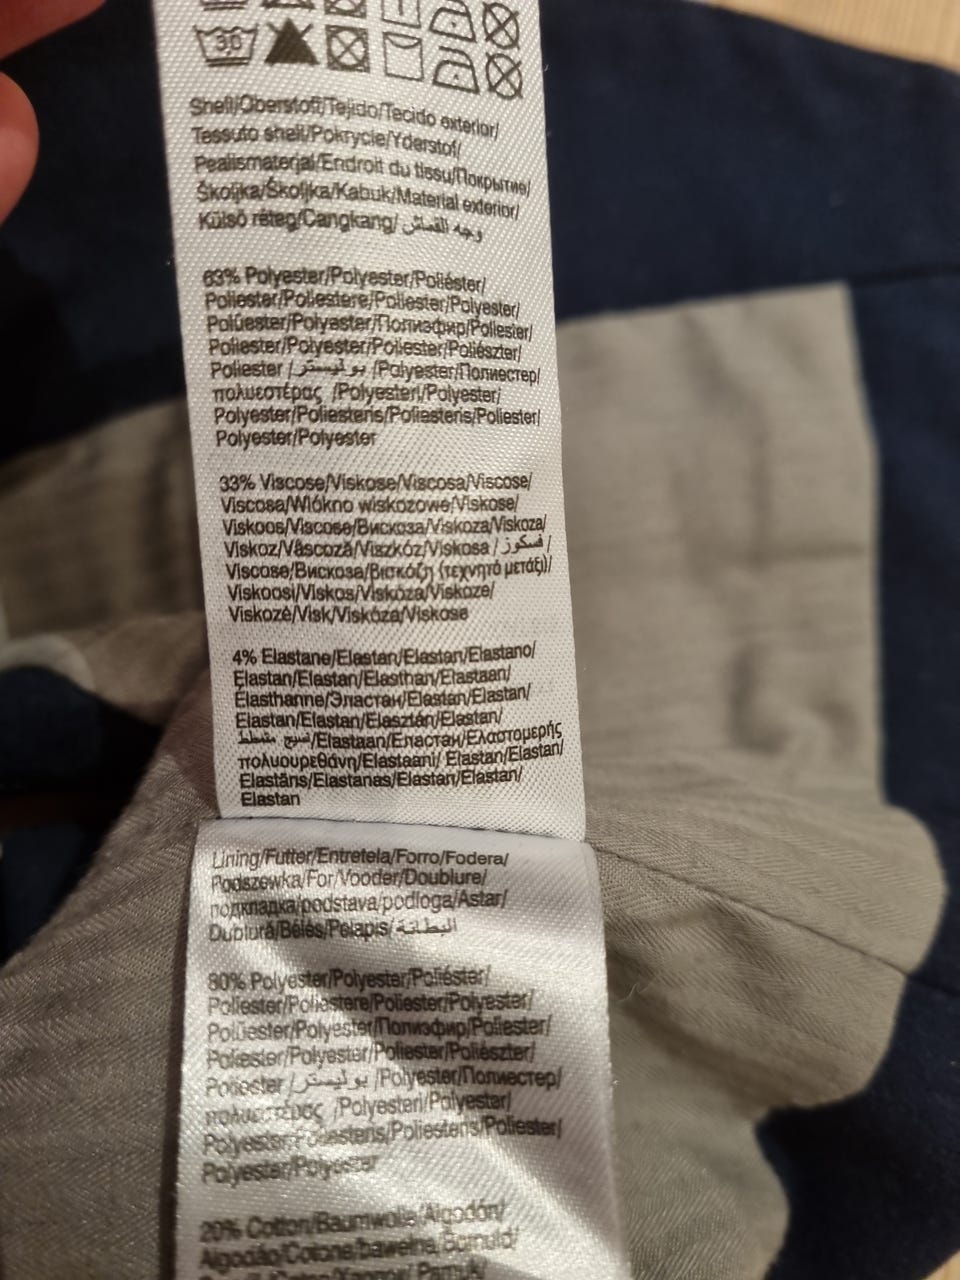 30
Shell/Oberstoff/Tejido/Tecido exterior/
Tessuto shell/Pokrycie/Yderstof/
Pealismaterjal/Endroit du tissu/Покрытие/
Školjka/Školjka/Kabuk/Material exterior/
Külső réteg/Cangkang/ وجه القماش
63% Polyester/Polyester/Poliéster/
Poliester/Poliestere/Poliester/Polyester/
Polüester/Polyester/Полиэфир/Poliester/
Poliester/Polyester/Poliester/Poliészter/
Poliester / بوليستر /Polyester/Полиестер/
πολυεστέρας /Polyesteri/Polyester/
Polyester/Poliesteris/Poliesteris/Poliester/
Polyester/Polyester
33% Viscose/Viskose/Viscosa/Viscose/
Viscosa/Włókno wiskozowe/Viskose/
Viskoos/Viscose/Вискоза/Viskoza/Viskoza/
Viskoz/Vâscoză/Viszkóz/Viskosa / فسكوز /
Viscose/Вискоза/Βισκόζη (τεχνητό μετάξι)/
Viskoosi/Viskos/Viskóza/Viskoze/
Viskozė/Visk/Viskóza/Viskose
4% Elastane/Elastan/Elastan/Elastano/
Elastan/Elastan/Elasthan/Elastaan/
Elasthanne/Эластан/Elastan/Elastan/
Elastan/Elastan/Elasztán/Elastan/
نسيج متمطط/Elastaan/Еластан/Ελαστομερής
πολυουρεθάνη/Elastaani/ Elastan/Elastan/
Elastāns/Elastanas/Elastan/Elastan/
Elastan
Lining/Futter/Entretela/Forro/Fodera/
Podszewka/For/Vooder/Doublure/
подкладка/podstava/podloga/Astar/
Dublură/Bélés/Pelapis/ البطانة
80% Polyester/Polyester/Poliéster/
Poliester/Poliestere/Poliester/Polyester/
Polüester/Polyester/Полиэфир/Poliester/
Poliester/Polyester/Poliester/Poliészter/
Poliester / بوليستر /Polyester/Полиестер/
πολυεστέρας /Polyesteri/Polyester/
Polyester/Poliesteris/Poliesteris/Poliester/
Polyester/Polyester
20% Cotton/Baumwolle/Algodón/
Algodão/Cotone/bawełna/Bomuld/